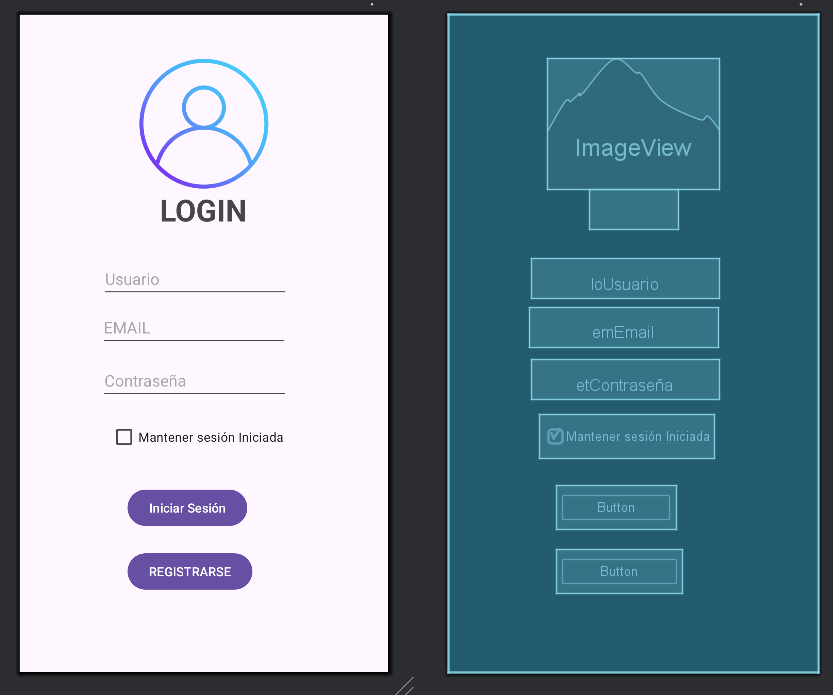 LOGIN
Usuario
EMAIL
Contraseña
Mantener sesión Iniciada
Iniciar Sesión
REGISTRARSE
ImageView
loUsuario
emEmail
etContraseña
Mantener sesión Iniciada
Button
Button